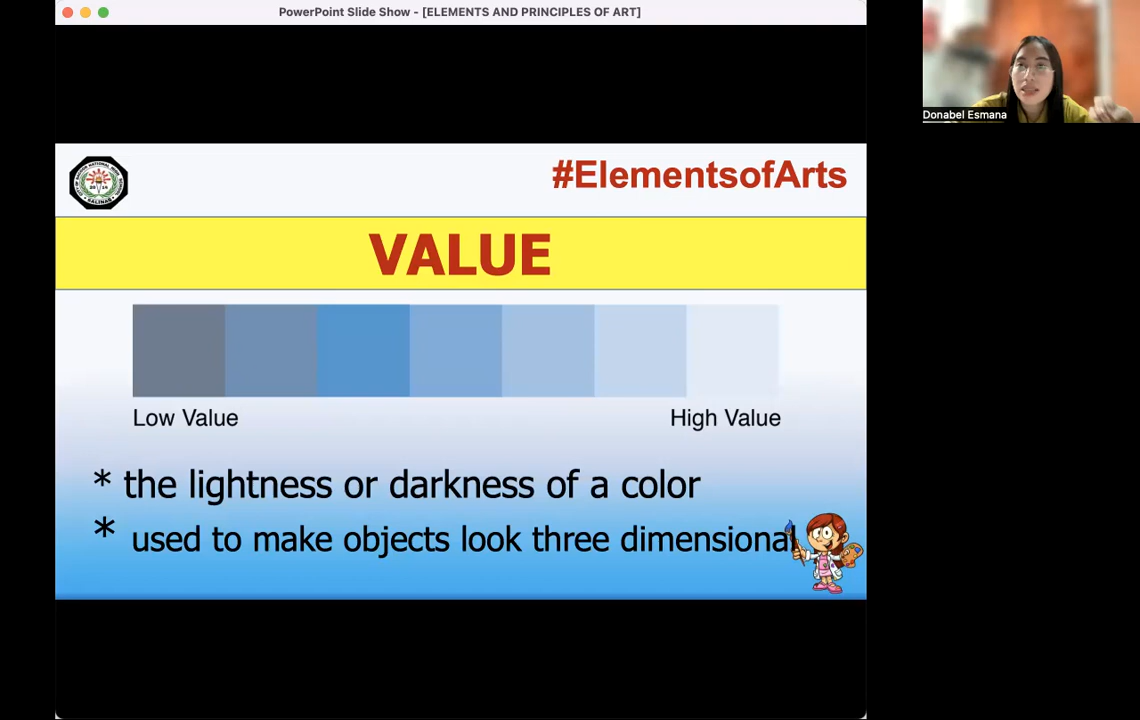 PowerPoint Slide Show - [ELEMENTS AND PRINCIPLES OF ART]
Donabel Esmana
#ElementsofArts
VALUE
Low Value
High Value
* the lightness or darkness of a color
* used to make objects look three dimensional